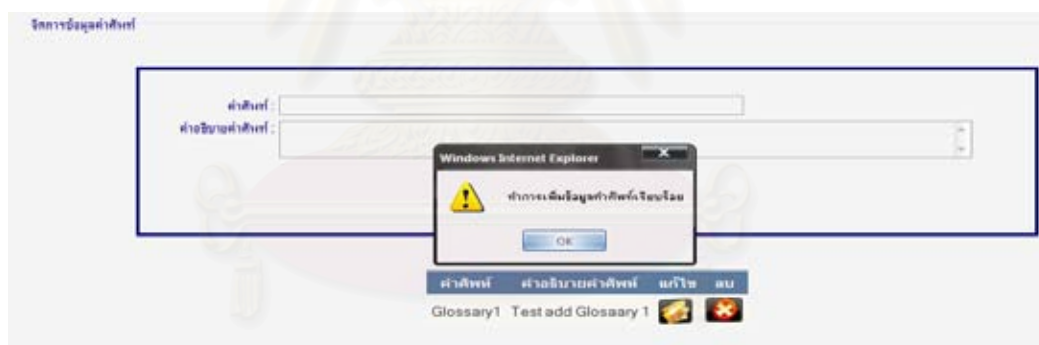 จัดการข้อมูลคำศัพท์
คำศัพท์ :
คำอธิบายคำศัพท์ :
Windows Internet Explorer
ทำการเพิ่มข้อมูลคำศัพท์เรียบร้อย
OK
คำศัพท์ คำอธิบายคำศัพท์ แก้ไข ลบ
Glossary1 Test add Glosaary 1